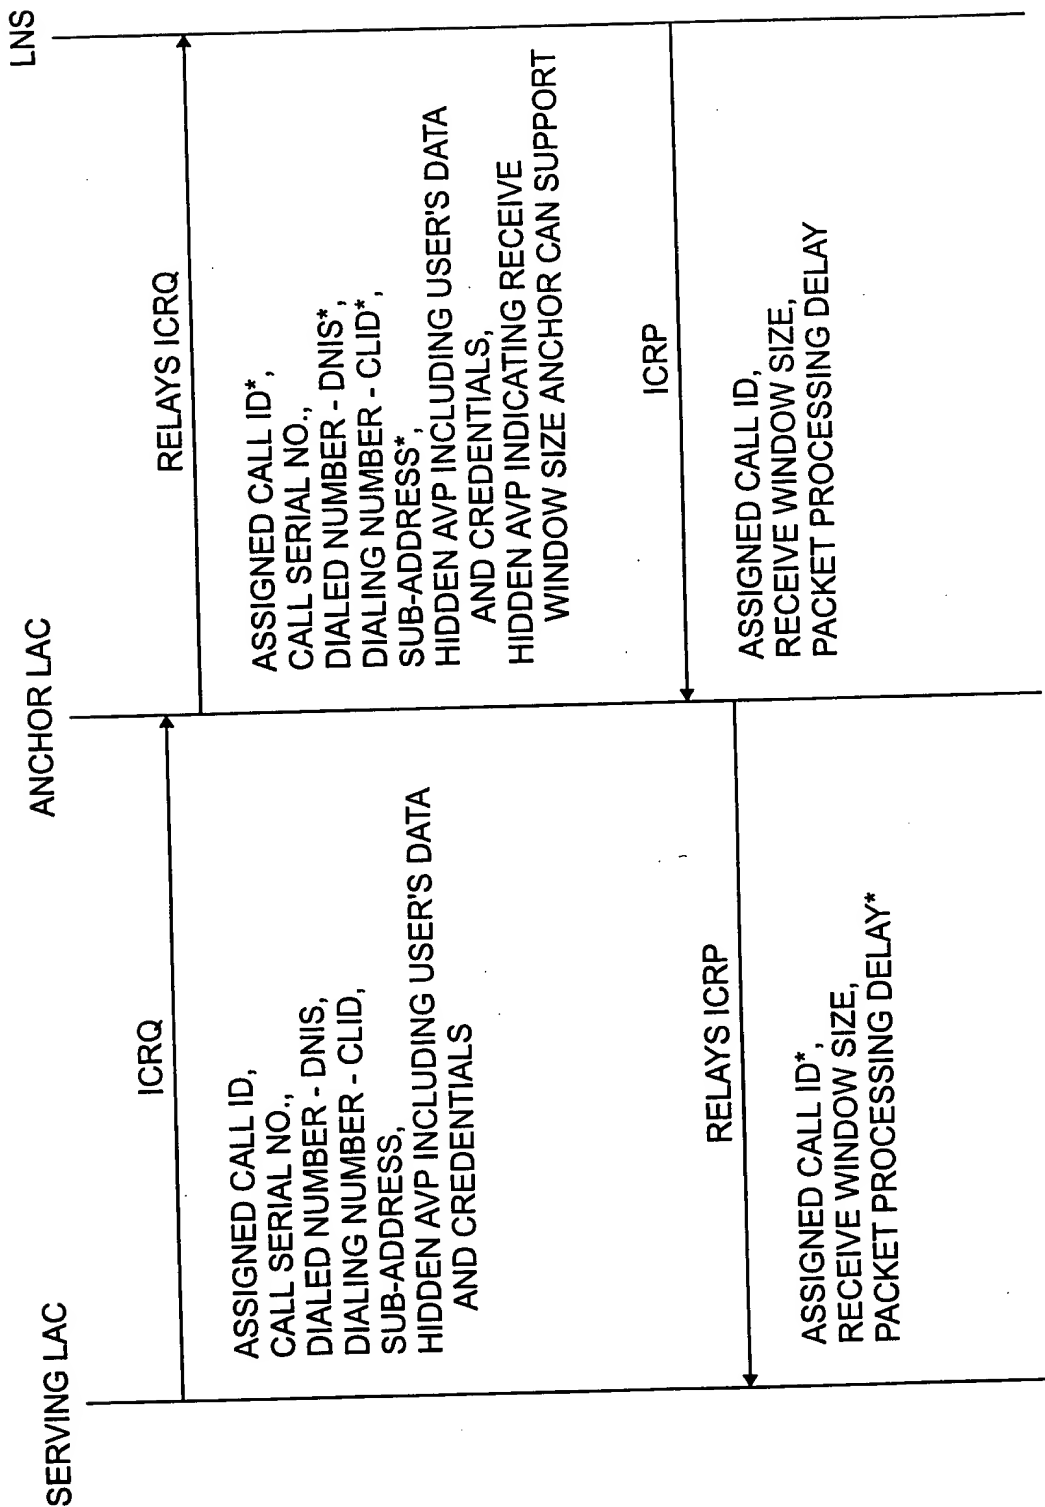 SERVING LAC
ANCHOR LAC
LNS
ICRQ
ASSIGNED CALL ID,
CALL SERIAL NO.,
DIALED NUMBER - DNIS,
DIALING NUMBER - CLID,
SUB-ADDRESS,
HIDDEN AVP INCLUDING USER'S DATA
AND CREDENTIALS
RELAYS ICRQ
ASSIGNED CALL ID*,
CALL SERIAL NO.,
DIALED NUMBER - DNIS*,
DIALING NUMBER - CLID*,
SUB-ADDRESS*,
HIDDEN AVP INCLUDING USER'S DATA
AND CREDENTIALS,
HIDDEN AVP INDICATING RECEIVE
WINDOW SIZE ANCHOR CAN SUPPORT
ICRP
ASSIGNED CALL ID,
RECEIVE WINDOW SIZE,
PACKET PROCESSING DELAY
RELAYS ICRP
ASSIGNED CALL ID*,
RECEIVE WINDOW SIZE,
PACKET PROCESSING DELAY*